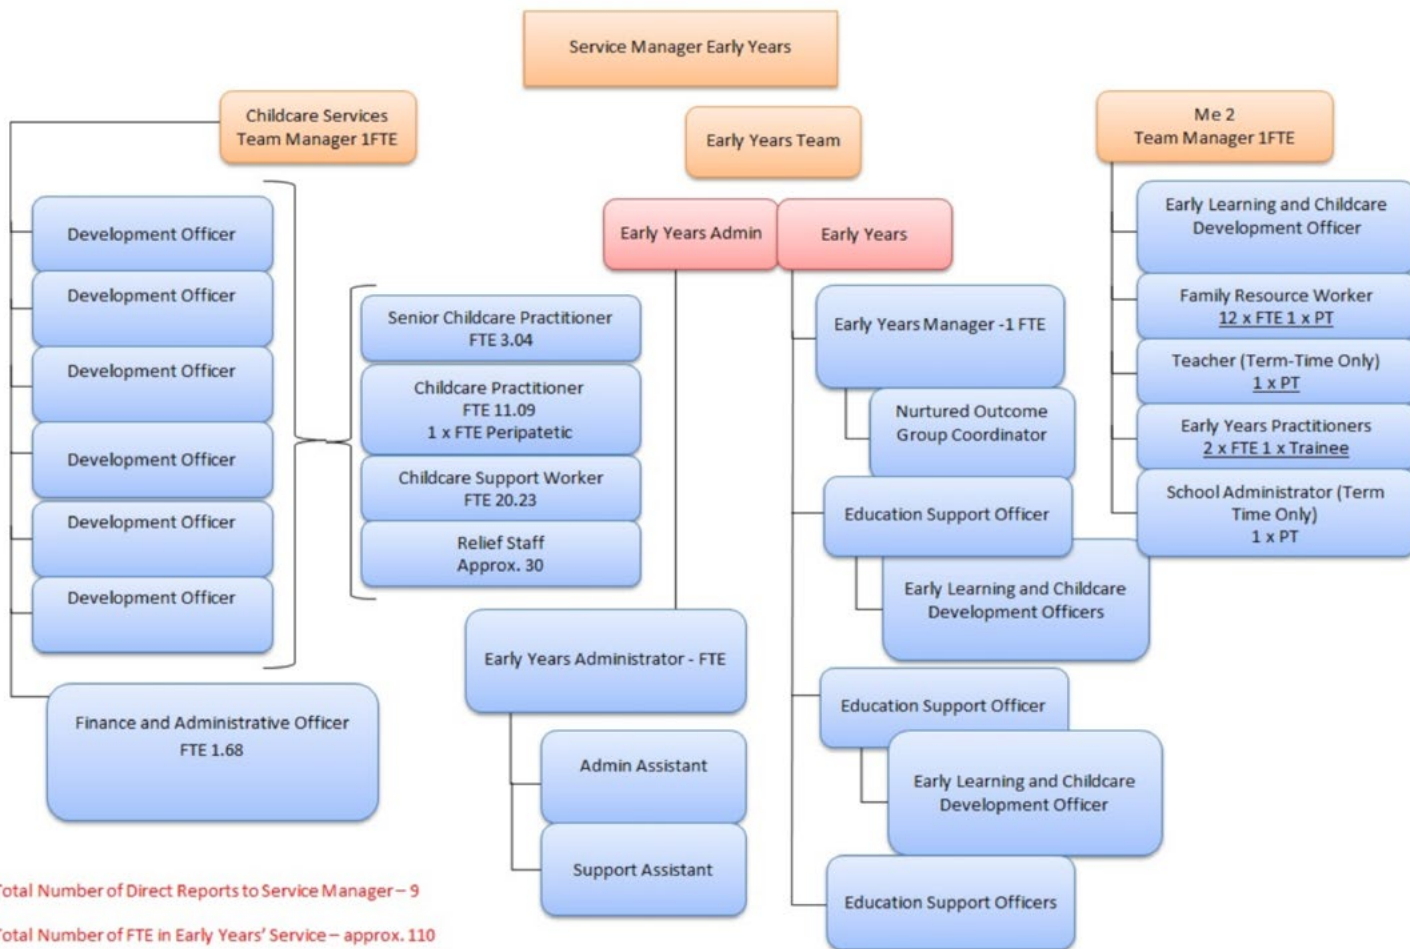 Service Manager Early Years
Childcare Services
Team Manager 1FTE
Early Years Team
Me 2
Team Manager 1FTE
Development Officer
Development Officer
Development Officer
Development Officer
Development Officer
Development Officer
Finance and Administrative Officer
FTE 1.68
Senior Childcare Practitioner
FTE 3.04
Childcare Practitioner
FTE 11.09
1 x FTE Peripatetic
Childcare Support Worker
FTE 20.23
Relief Staff
Approx. 30
Early Years Admin
Early Years
Early Years Administrator - FTE
Admin Assistant
Support Assistant
Early Years Manager -1 FTE
Nurtured Outcome
Group Coordinator
Education Support Officer
Early Learning and Childcare
Development Officers
Education Support Officer
Early Learning and Childcare
Development Officer
Education Support Officers
Early Learning and Childcare
Development Officer
Family Resource Worker
12 x FTE 1 x PT
Teacher (Term-Time Only)
1 x PT
Early Years Practitioners
2 x FTE 1 x Trainee
School Administrator (Term
Time Only)
1 x PT
Total Number of Direct Reports to Service Manager – 9
Total Number of FTE in Early Years' Service – approx. 110